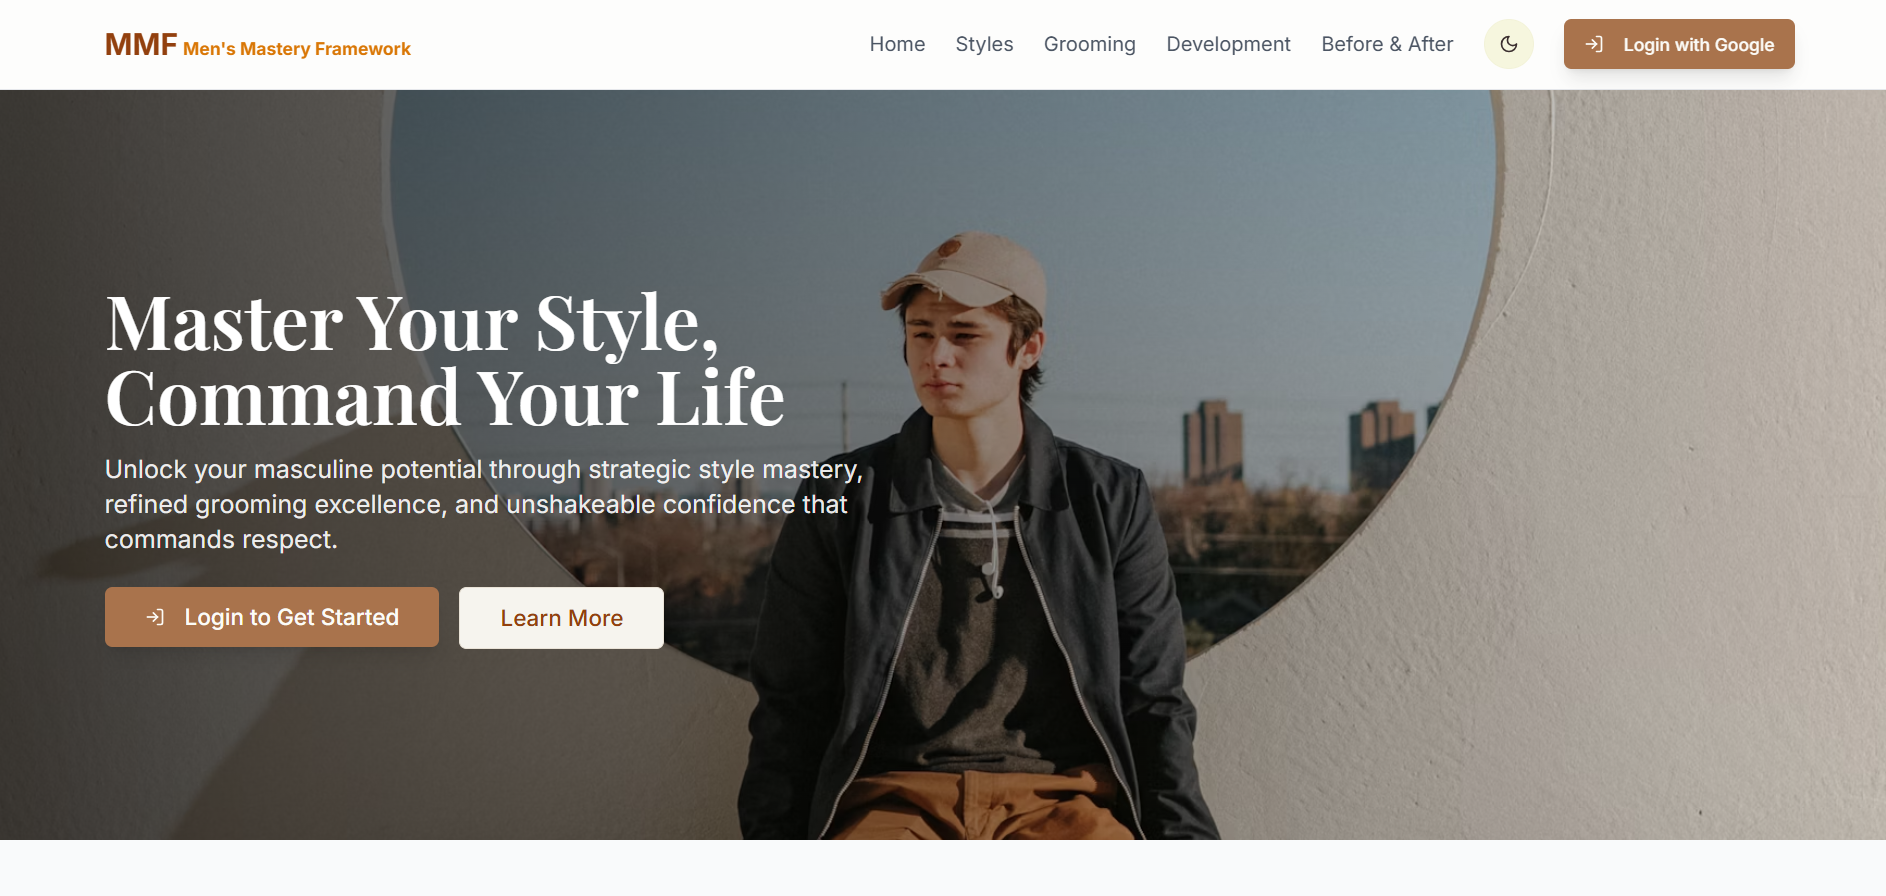 MMF Men's Mastery Framework
Home
Styles
Grooming
Development
Before & After
Login with Google
Master Your Style,
Command Your Life
Unlock your masculine potential through strategic style mastery,
refined grooming excellence, and unshakeable confidence that
commands respect.
Login to Get Started
Learn More